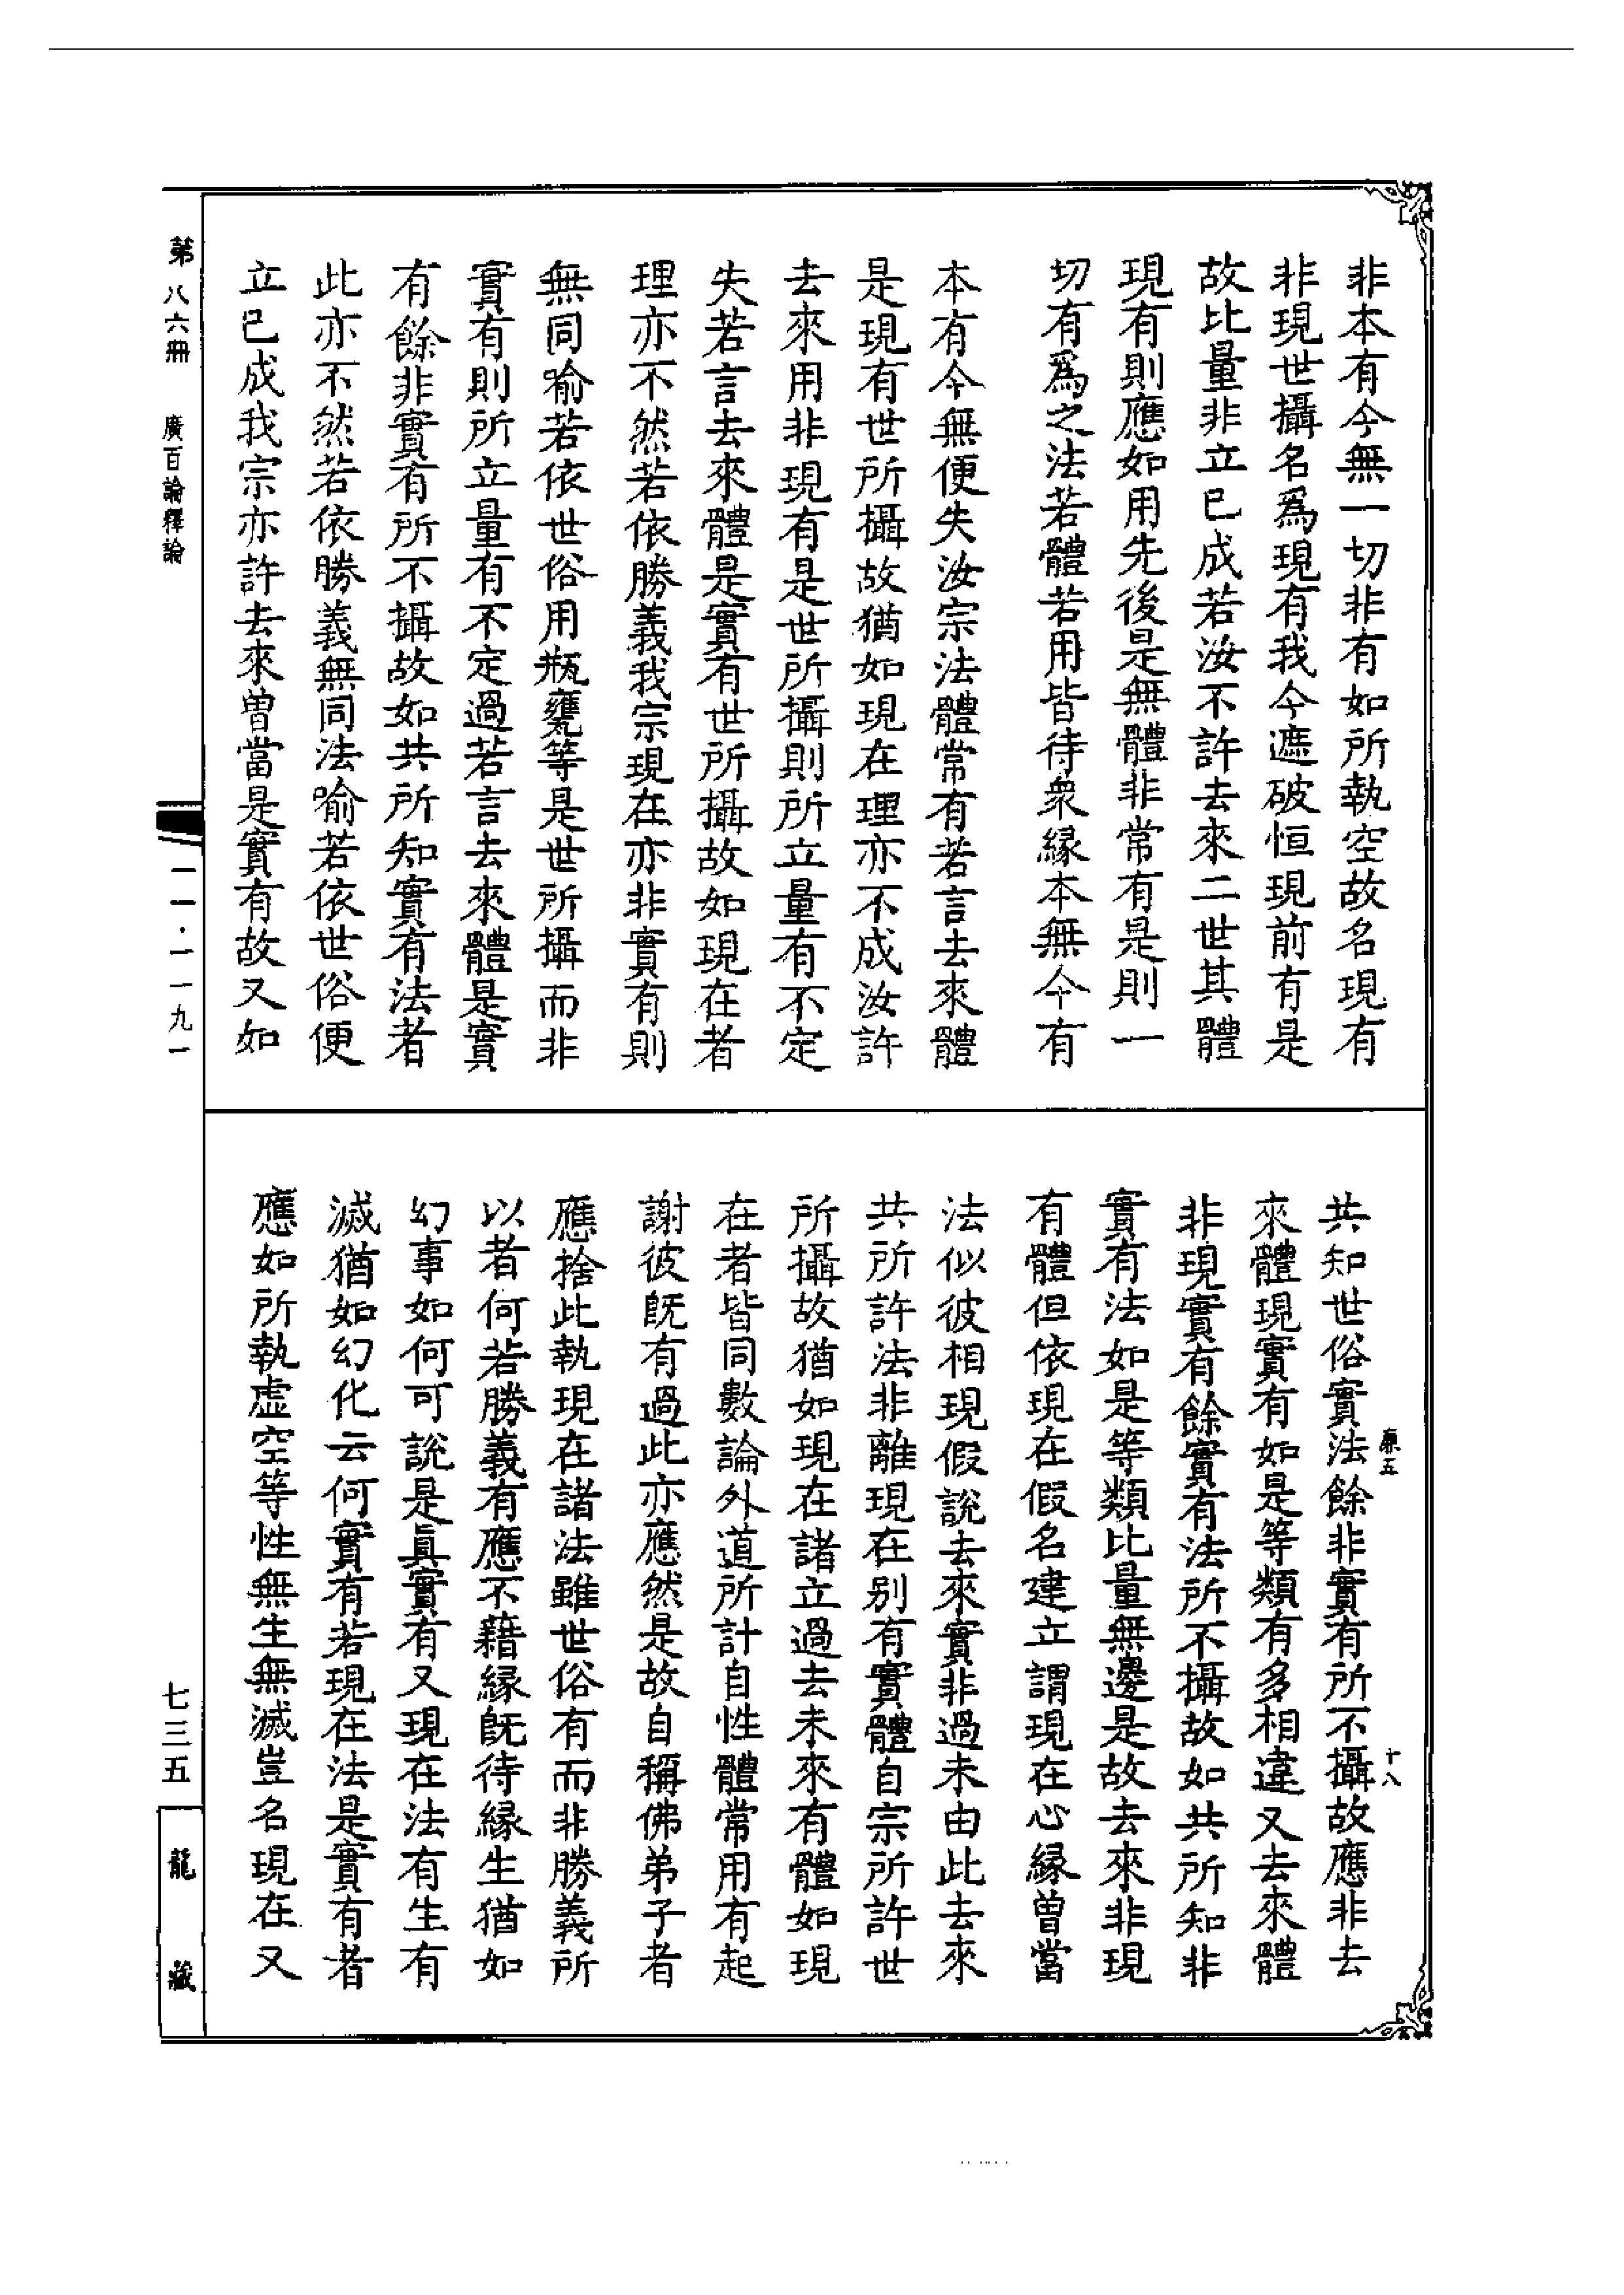 非本有今無一切非有如所執空故名現有
非現世攝名爲現有我今遮破恒現前有是
故比量非立已成若汝不許去來二世其體
現有則應如用先後是無體非常有是則一
切有爲之法若體若用皆待衆緣本無今有
本有今無便失汝宗法體常有若言去來體
是現有世所攝故猶如現在理亦不成汝許
去來用非現有是世所攝則所立量有不定
失若言去來體是實有世所攝故如現在者
理亦不然若依勝義我宗現在亦非實有則
無同喻若依世俗用瓶甕等是世所攝而非
實有則所立量有不定過若言去來體是實
有餘非實有所不攝故如共所知實有法者
此亦不然若依勝義無同法喻若依世俗便
立已成我宗亦許去來曽當是實有故又如
共知世俗實法餘非實有所不攝故應非去
來體現實有如是等類有多相違又去來體
非現實有餘實有法所不攝故如共所知非
實有法如是等類比量無邊是故去來非現
有體但依現在假名建立謂現在心緣曽當
法似彼相現假說去來實非過未由此去來
共所許法非離現在別有實體自宗所許世
所攝故猶如現在諸立過去未來有體如現
在者皆同數論外道所計自性體常用有起
謝彼旣有過此亦應然是故自稱佛弟子者
應捨此執現在諸法雖世俗有而非勝義所
以者何若勝義有應不藉緣旣待緣生猶如
幻事如何可說是眞實有又現在法有生有
滅猶如幻化云何實有若現在法是實有者
應如所執虛空等性無生無滅豈名現在又
五
十八
第八六冊 廣百論釋論
二一·一一九一
七三五
龍藏